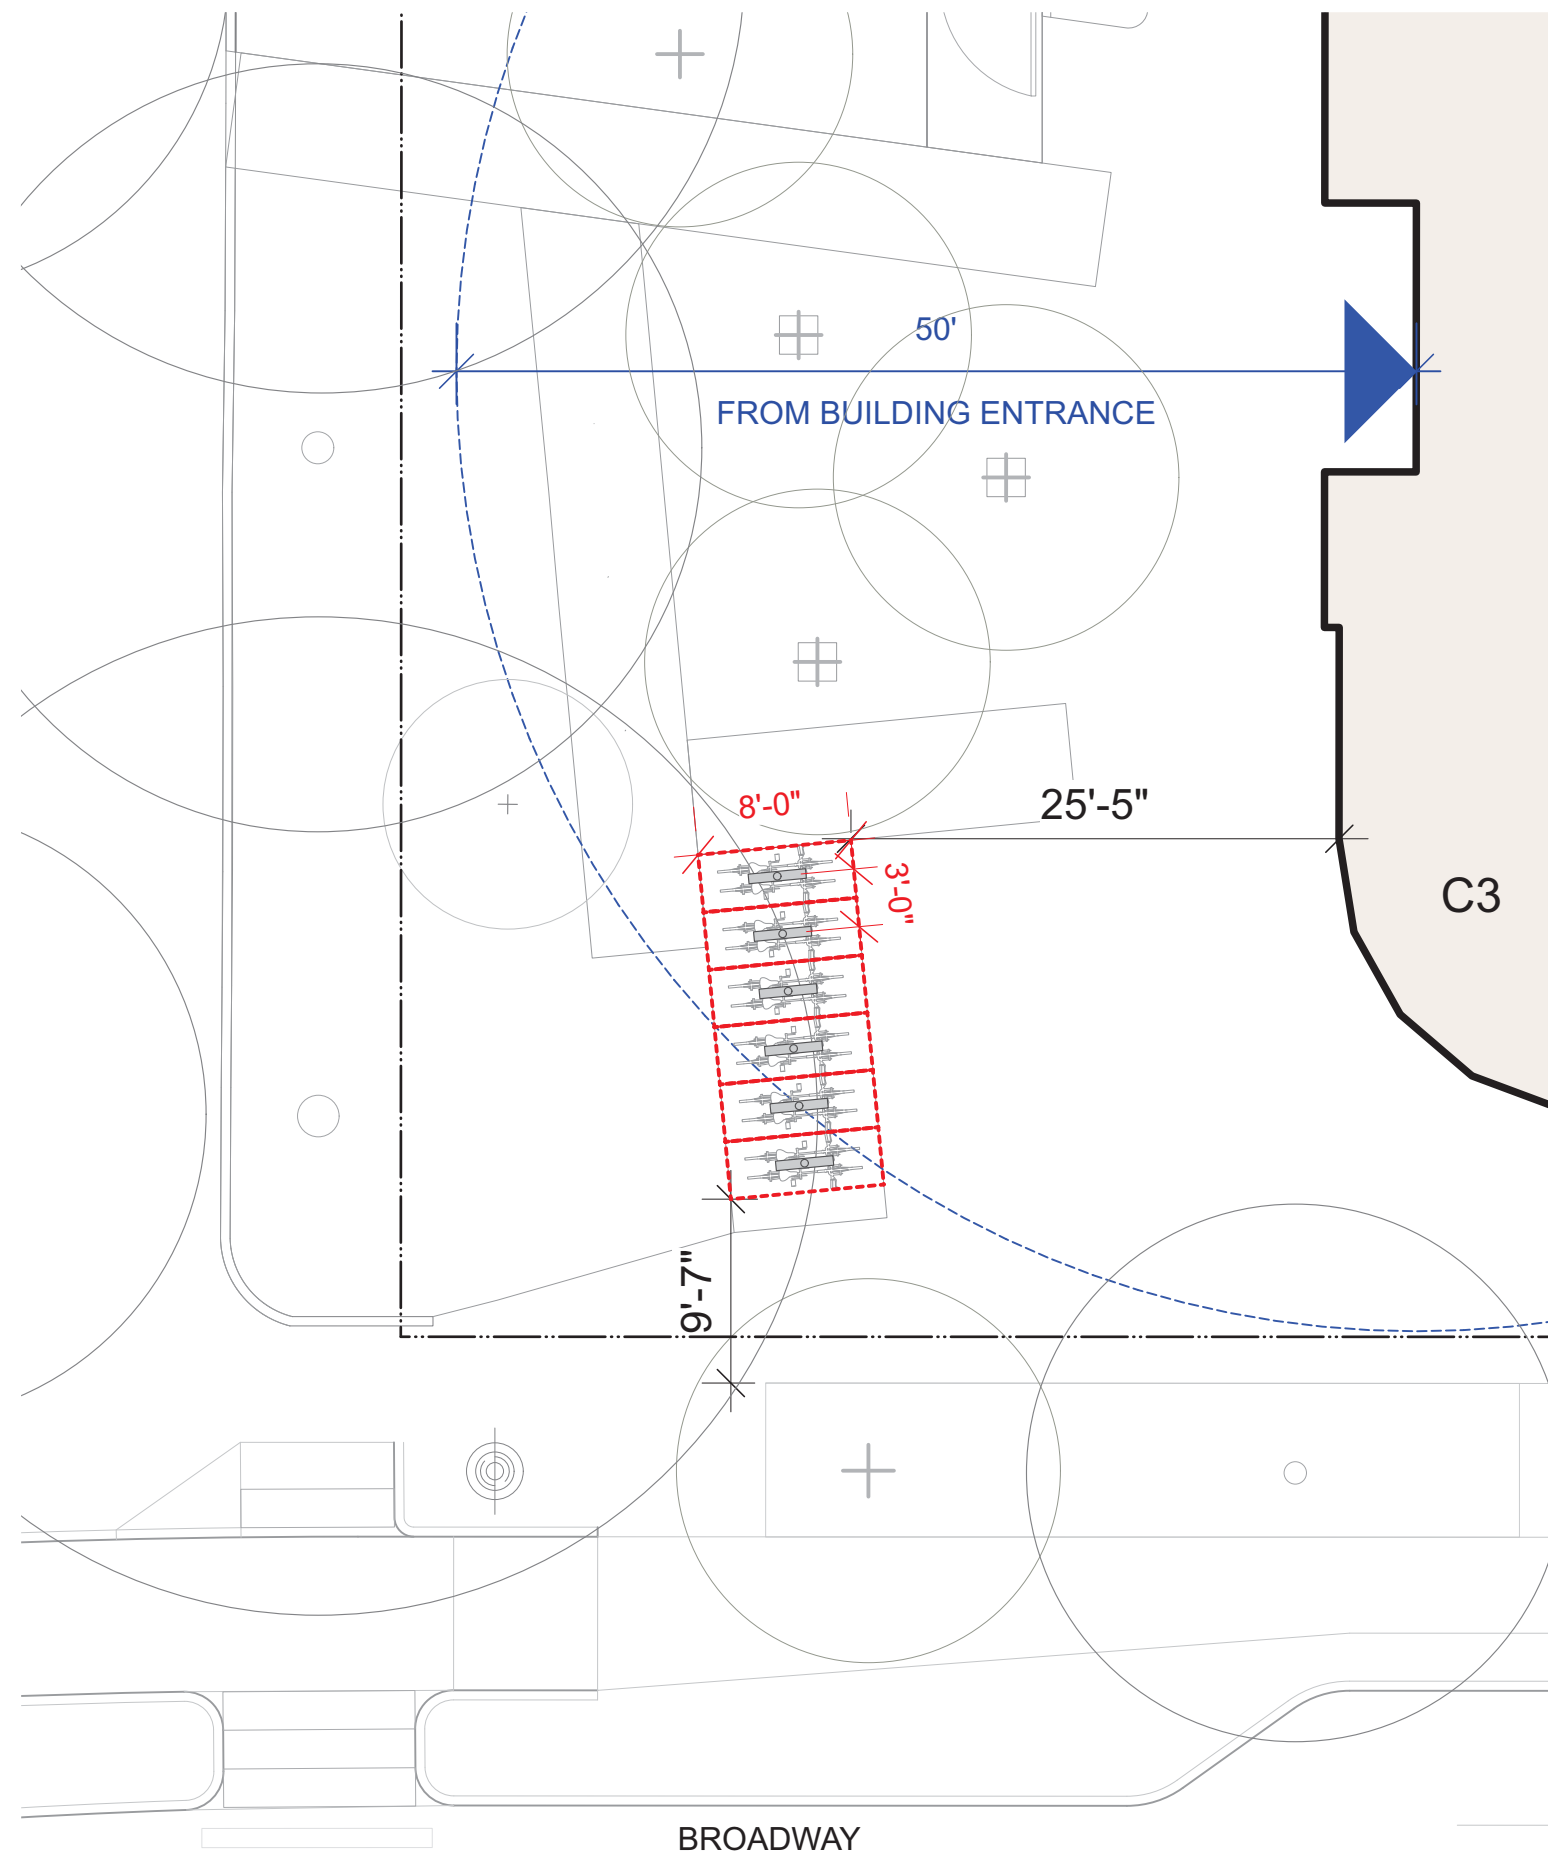 50'
FROM BUILDING ENTRANCE
8'-0"
25'-5"
3'-0"
C3
9'-7"
BROADWAY